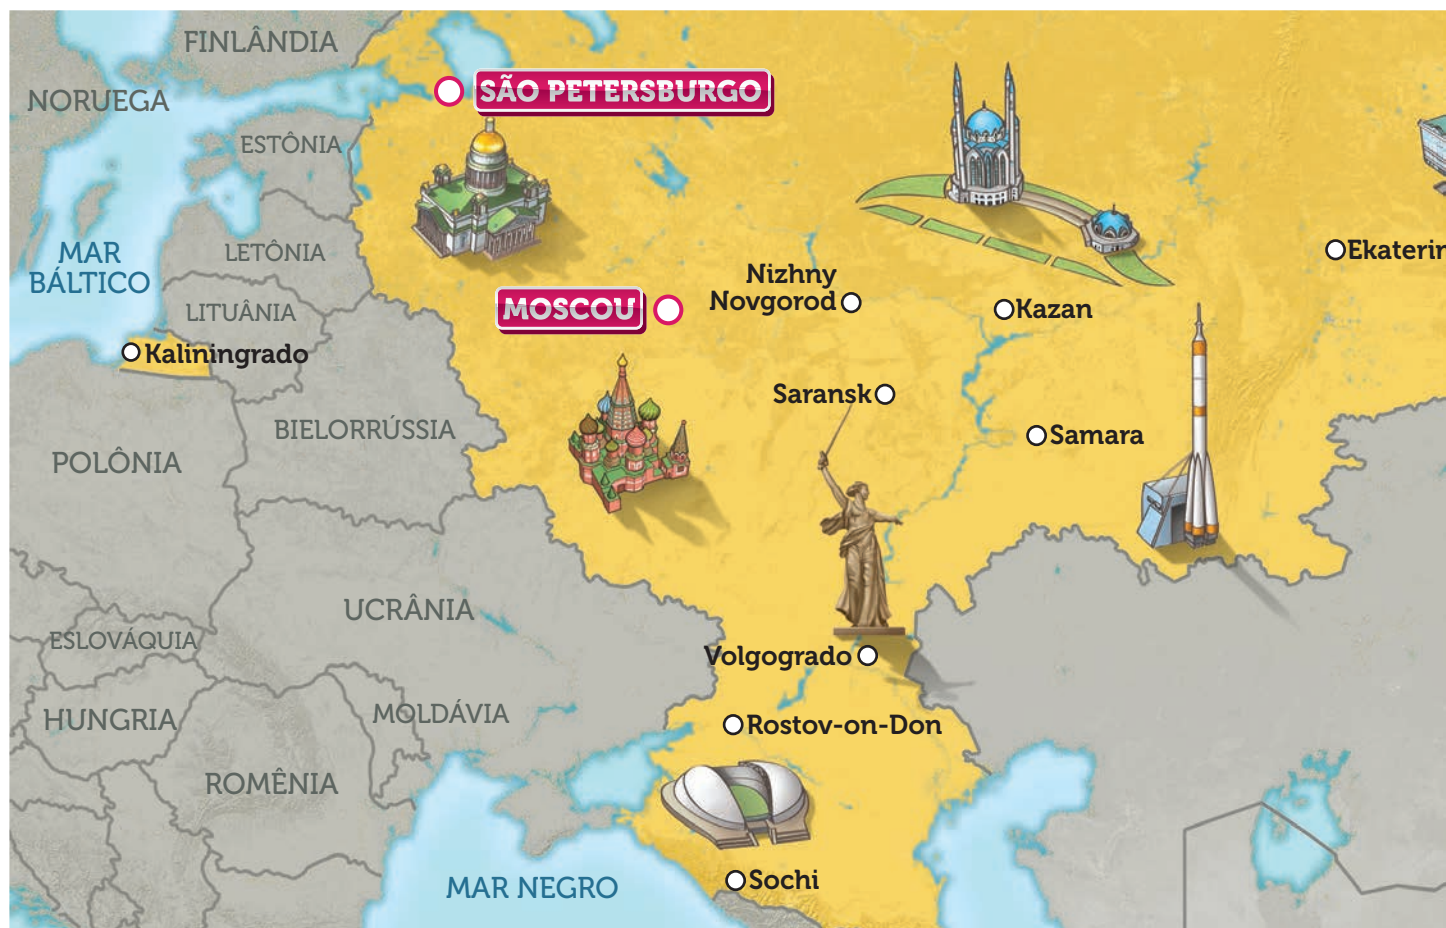 FINLÂNDIA
NORUEGA
SÃO PETERSBURGO
ESTÔNIA
MAR
BÁLTICO
LETÔNIA
Ekaterin
Nizhny
Novgorod
MOSCOU
Kazan
LITUÂNIA
Kaliningrado
Saransk
BIELORRÚSSIA
Samara
POLÔNIA
UCRÂNIA
ESLOVÁQUIA
Volgogrado
HUNGRIA
MOLDÁVIA
Rostov-on-Don
ROMÊNIA
MAR NEGRO
Sochi